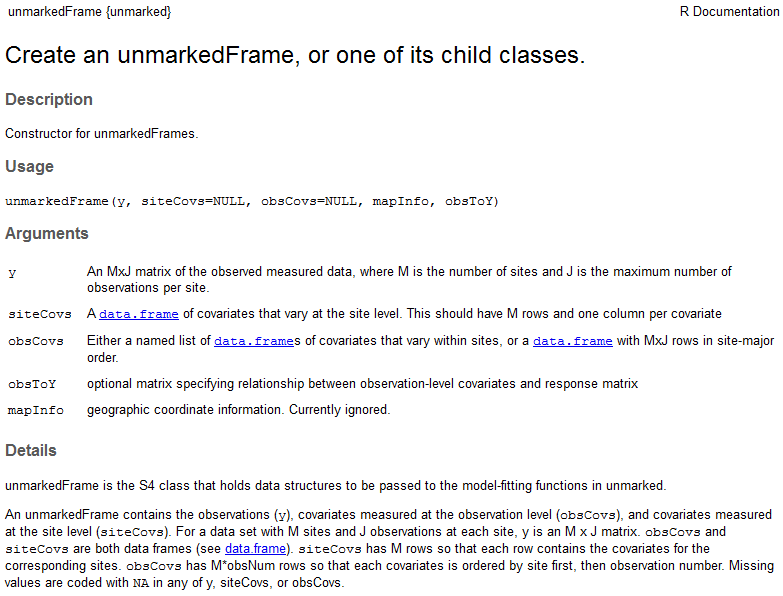 unmarkedFrame {unmarked} R Documentation
Create an unmarkedFrame, or one of its child classes.
Description
Constructor for unmarkedFrames.
Usage
unmarkedFrame(y, siteCovs=NULL, obsCovs=NULL, mapInfo, obsToY)
Arguments
y An MxJ matrix of the observed measured data, where M is the number of sites and J is the maximum number of
observations per site.
siteCovs A data.frame of covariates that vary at the site level. This should have M rows and one column per covariate
obsCovs Either a named list of data.frames of covariates that vary within sites, or a data.frame with MxJ rows in site-major
order.
obsToY optional matrix specifying relationship between observation-level covariates and response matrix
mapInfo geographic coordinate information. Currently ignored.
Details
unmarkedFrame is the S4 class that holds data structures to be passed to the model-fitting functions in unmarked.
An unmarkedFrame contains the observations (y), covariates measured at the observation level (obsCovs), and covariates measured
at the site level (siteCovs). For a data set with M sites and J observations at each site, y is an M x J matrix. obsCovs and
siteCovs are both data frames (see data.frame). siteCovs has M rows so that each row contains the covariates for the
corresponding sites. obsCovs has M*obsNum rows so that each covariates is ordered by site first, then observation number. Missing
values are coded with NA in any of y, siteCovs, or obsCovs.